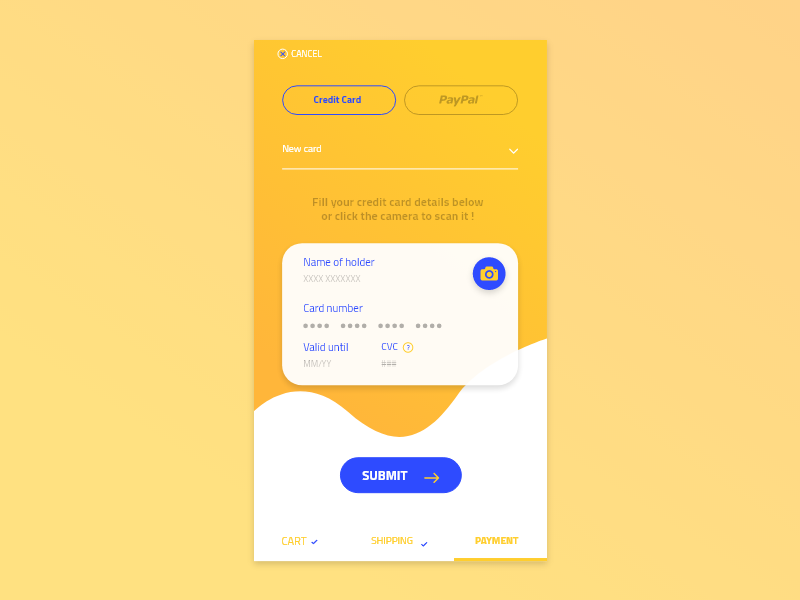 CANCEL
Credit Card
PayPal™
New card
Fill your credit card details below
or click the camera to scan it !
Name of holder
XXXX XXXXXXX
Card number
●●●● ●●●● ●●●● ●●●●
Valid until CVC ?
MM/YY ###
SUBMIT →
CART SHIPPING PAYMENT